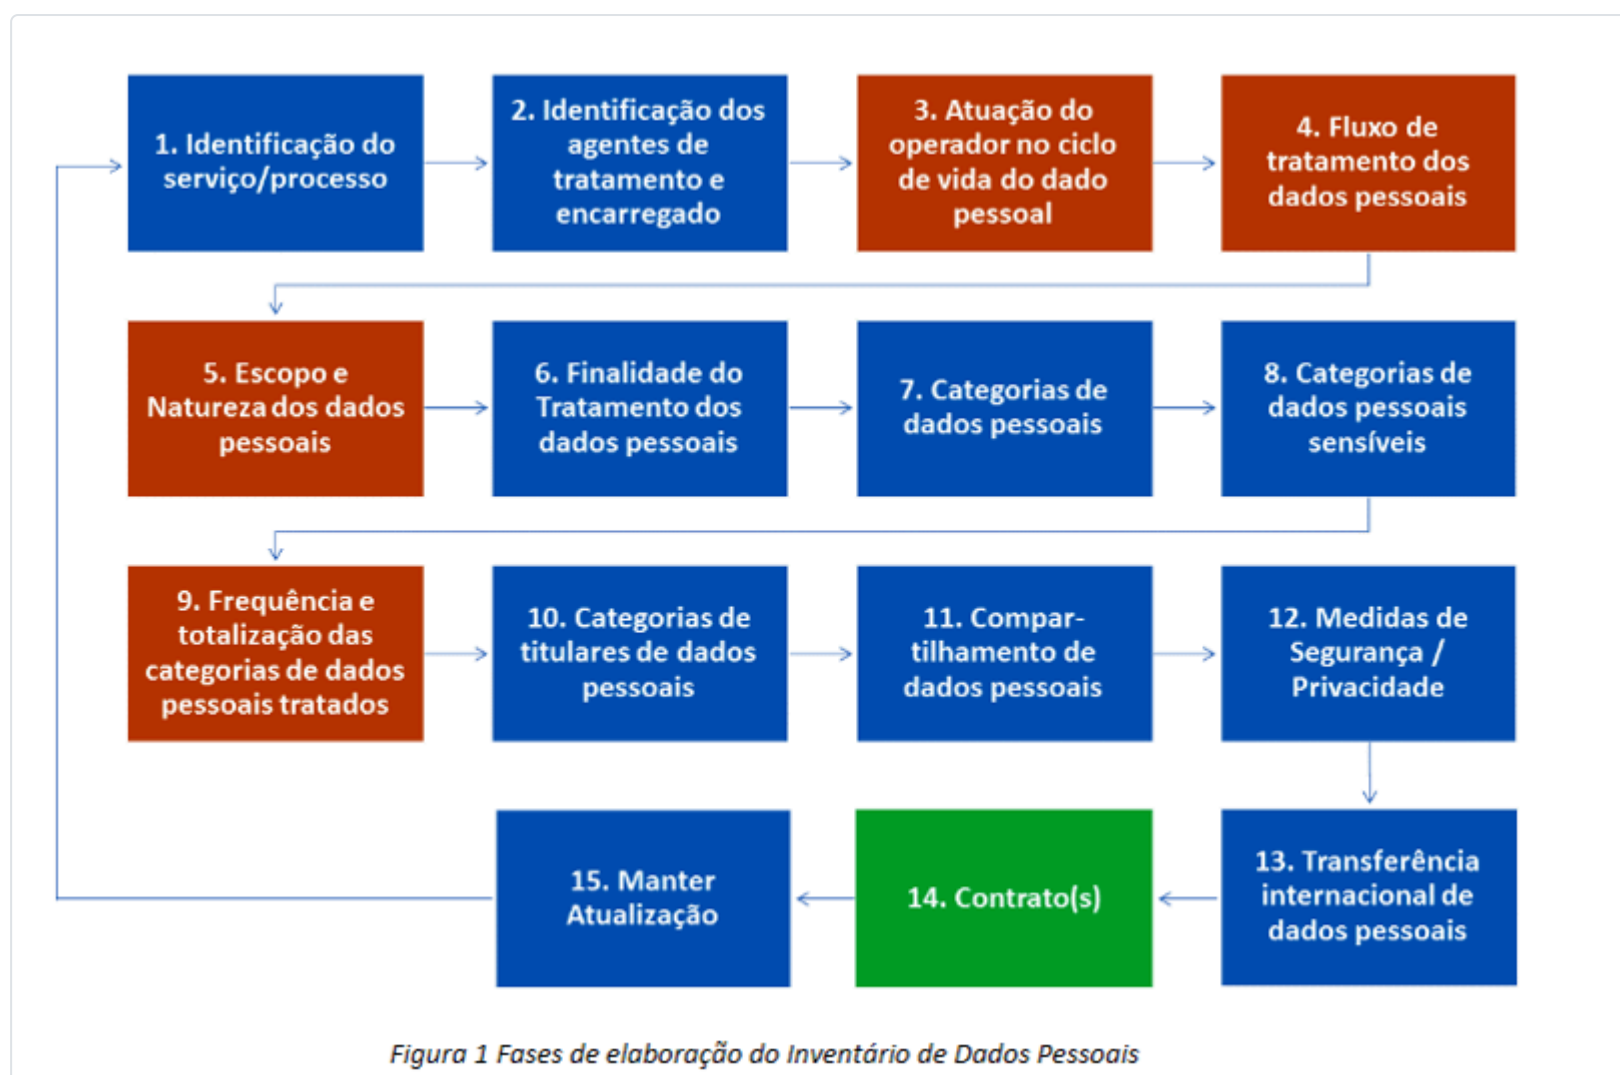 1. Identificação do
serviço/processo
2. Identificação dos
agentes de
tratamento e
encarregado
3. Atuação do
operador no ciclo
de vida do dado
pessoal
4. Fluxo de
tratamento dos
dados pessoais
5. Escopo e
Natureza dos dados
pessoais
6. Finalidade do
Tratamento dos
dados pessoais
7. Categorias de
dados pessoais
8. Categorias de
dados pessoais
sensíveis
9. Frequência e
totalização das
categorias de dados
pessoais tratados
10. Categorias de
titulares de dados
pessoais
11. Compar-
tilhamento de
dados pessoais
12. Medidas de
Segurança /
Privacidade
13. Transferência
internacional de
dados pessoais
14. Contrato(s)
15. Manter
Atualização
Figura 1 Fases de elaboração do Inventário de Dados Pessoais